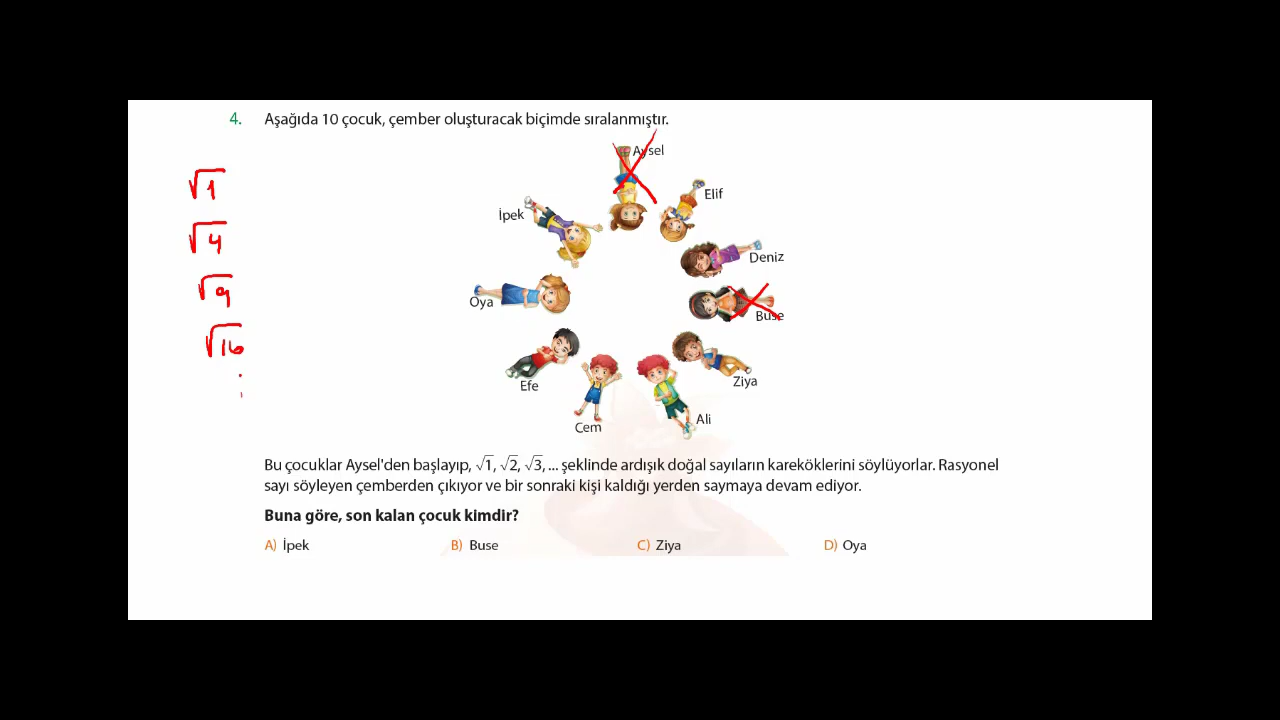 4. Aşağıda 10 çocuk, çember oluşturacak biçimde sıralanmıştır.
√1
√4
√9
√16
Aysel
Elif
İpek
Deniz
Oya
Buse
Efe
Ziya
Cem
Ali
Bu çocuklar Aysel'den başlayıp, √1, √2, √3, ... şeklinde ardışık doğal sayıların kareköklerini söylüyorlar. Rasyonel
sayı söyleyen çemberden çıkıyor ve bir sonraki kişi kaldığı yerden saymaya devam ediyor.
Buna göre, son kalan çocuk kimdir?
A) İpek B) Buse C) Ziya D) Oya